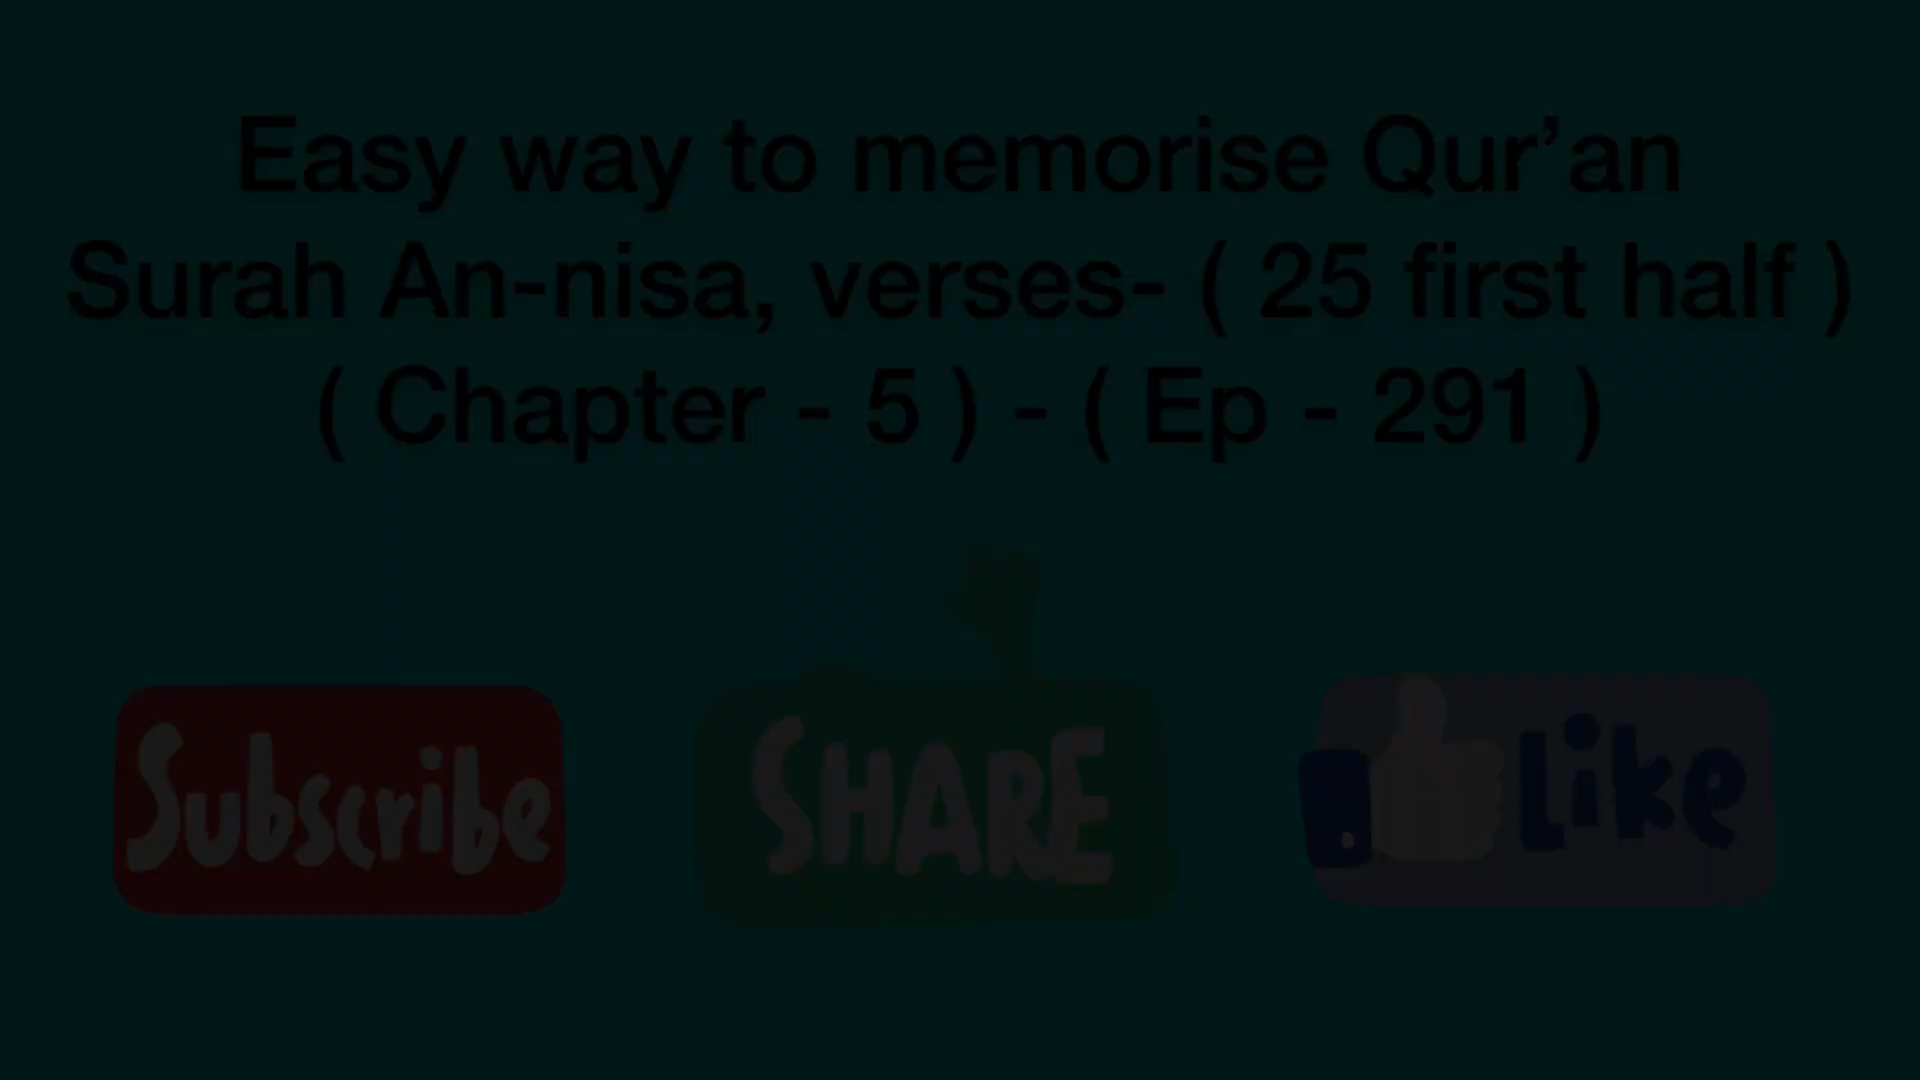 Easy way to memorise Qur’an
Surah An-nisa, verses- ( 25 first half )
( Chapter - 5 ) - ( Ep - 291 )
Subscribe
SHARE
Like